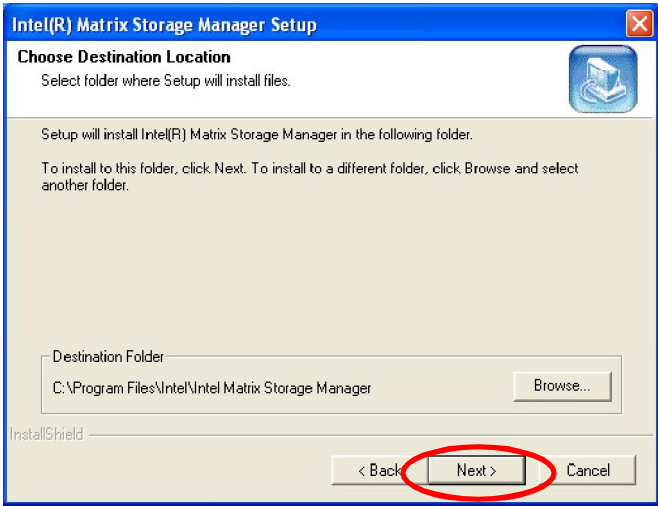 Intel(R) Matrix Storage Manager Setup
Choose Destination Location
Select folder where Setup will install files.
Setup will install Intel(R) Matrix Storage Manager in the following folder.
To install to this folder, click Next. To install to a different folder, click Browse and select
another folder.
Destination Folder
C:\Program Files\Intel\Intel Matrix Storage Manager
Browse...
InstallShield
< Back
Next >
Cancel